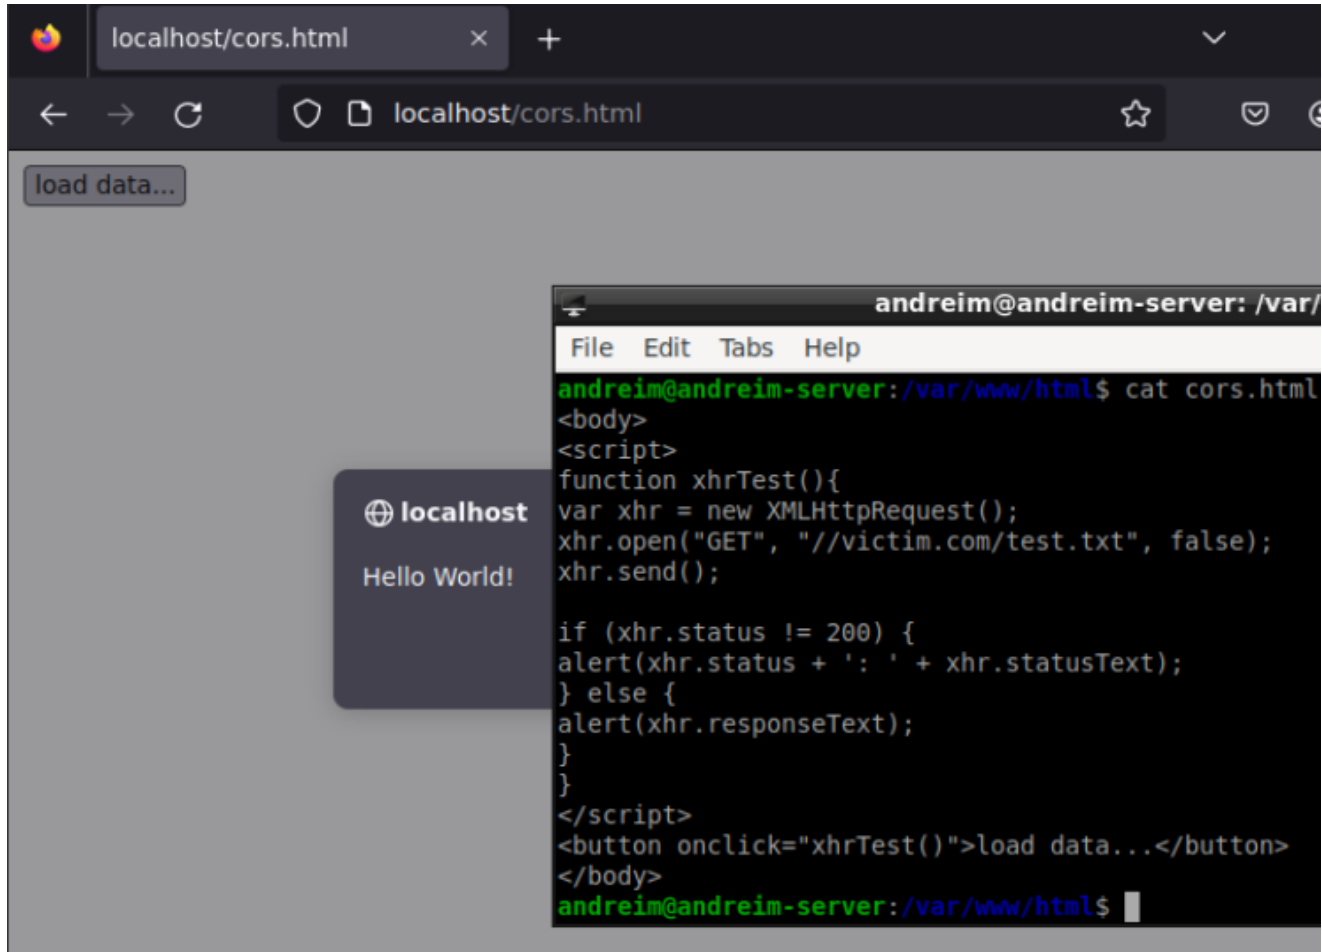 localhost/cors.html
localhost/cors.html
load data...
andreim@andreim-server: /var/
File Edit Tabs Help
andreim@andreim-server:/var/www/html$ cat cors.html
<body>
<script>
function xhrTest(){
var xhr = new XMLHttpRequest();
xhr.open("GET", "//victim.com/test.txt", false);
xhr.send();
if (xhr.status != 200) {
alert(xhr.status + ': ' + xhr.statusText);
} else {
alert(xhr.responseText);
}
}
</script>
<button onclick="xhrTest()">load data...</button>
</body>
andreim@andreim-server:/var/www/html$
localhost
Hello World!